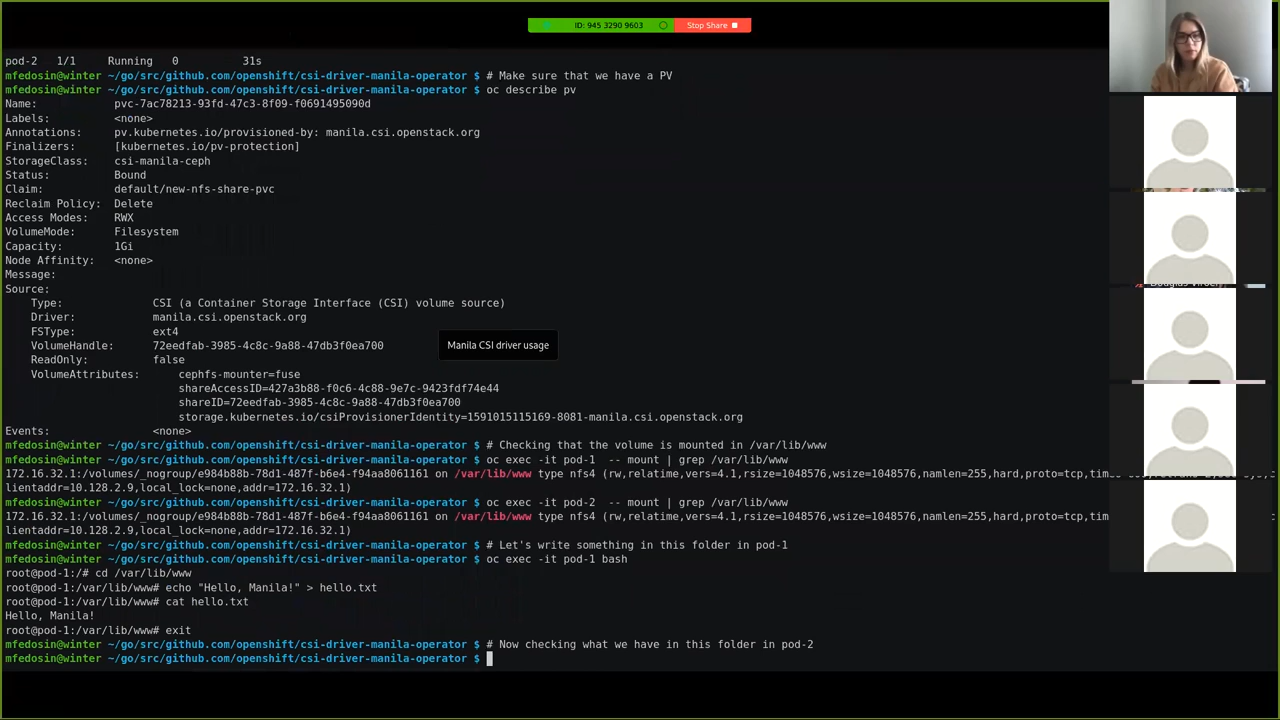 ID: 945 3290 9603 Stop Share
pod-2 1/1 Running 0 31s
mfedosin@winter ~/go/src/github.com/openshift/csi-driver-manila-operator $ # Make sure that we have a PV
mfedosin@winter ~/go/src/github.com/openshift/csi-driver-manila-operator $ oc describe pv
Name: pvc-7ac78213-93fd-47c3-8f09-f0691495090d
Labels: <none>
Annotations: pv.kubernetes.io/provisioned-by: manila.csi.openstack.org
Finalizers: [kubernetes.io/pv-protection]
StorageClass: csi-manila-ceph
Status: Bound
Claim: default/new-nfs-share-pvc
Reclaim Policy: Delete
Access Modes: RWX
VolumeMode: Filesystem
Capacity: 1Gi
Node Affinity: <none>
Message:
Source:
Type: CSI (a Container Storage Interface (CSI) volume source)
Driver: manila.csi.openstack.org
FSType: ext4
VolumeHandle: 72eedfab-3985-4c8c-9a88-47db3f0ea700
Manila CSI driver usage
ReadOnly: false
VolumeAttributes: cephfs-mounter=fuse
shareAccessID=427a3b88-f0c6-4c88-9e7c-9423fdf74e44
shareID=72eedfab-3985-4c8c-9a88-47db3f0ea700
storage.kubernetes.io/csiProvisionerIdentity=1591015115169-8081-manila.csi.openstack.org
Events: <none>
mfedosin@winter ~/go/src/github.com/openshift/csi-driver-manila-operator $ # Checking that the volume is mounted in /var/lib/www
mfedosin@winter ~/go/src/github.com/openshift/csi-driver-manila-operator $ oc exec -it pod-1 -- mount | grep /var/lib/www
172.16.32.1:/volumes/_nogroup/e984b88b-78d1-487f-b6e4-f94aa8061161 on /var/lib/www type nfs4 (rw,relatime,vers=4.1,rsize=1048576,wsize=1048576,namlen=255,hard,proto=tcp,tim
lientaddr=10.128.2.9,local_lock=none,addr=172.16.32.1)
mfedosin@winter ~/go/src/github.com/openshift/csi-driver-manila-operator $ oc exec -it pod-2 -- mount | grep /var/lib/www
172.16.32.1:/volumes/_nogroup/e984b88b-78d1-487f-b6e4-f94aa8061161 on /var/lib/www type nfs4 (rw,relatime,vers=4.1,rsize=1048576,wsize=1048576,namlen=255,hard,proto=tcp,tim
lientaddr=10.128.2.9,local_lock=none,addr=172.16.32.1)
mfedosin@winter ~/go/src/github.com/openshift/csi-driver-manila-operator $ # Let's write something in this folder in pod-1
mfedosin@winter ~/go/src/github.com/openshift/csi-driver-manila-operator $ oc exec -it pod-1 bash
root@pod-1:/# cd /var/lib/www
root@pod-1:/var/lib/www# echo "Hello, Manila!" > hello.txt
root@pod-1:/var/lib/www# cat hello.txt
Hello, Manila!
root@pod-1:/var/lib/www# exit
mfedosin@winter ~/go/src/github.com/openshift/csi-driver-manila-operator $ # Now checking what we have in this folder in pod-2
mfedosin@winter ~/go/src/github.com/openshift/csi-driver-manila-operator $